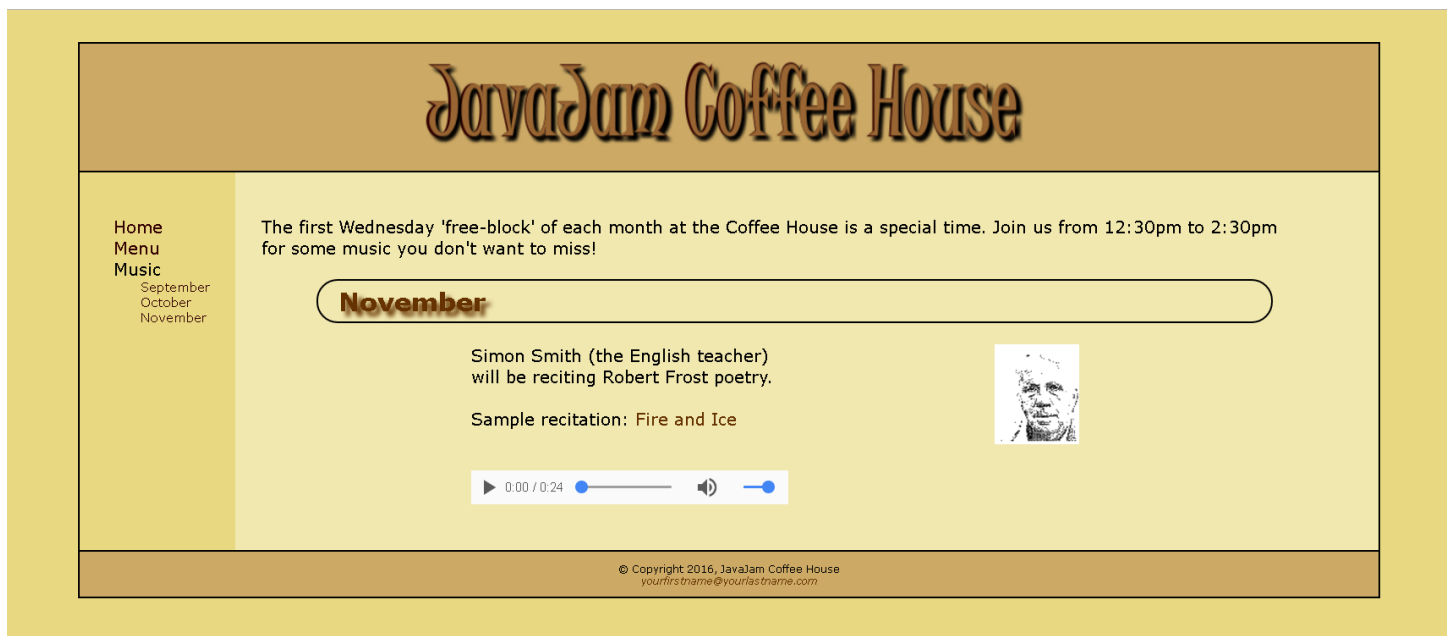 JavaJam Coffee House
Home
Menu
Music
September
October
November
The first Wednesday 'free-block' of each month at the Coffee House is a special time. Join us from 12:30pm to 2:30pm
for some music you don't want to miss!
November
Simon Smith (the English teacher)
will be reciting Robert Frost poetry.
Sample recitation: Fire and Ice
0:00 / 0:24
© Copyright 2016, JavaJam Coffee House
yourfirstname@yourlastname.com